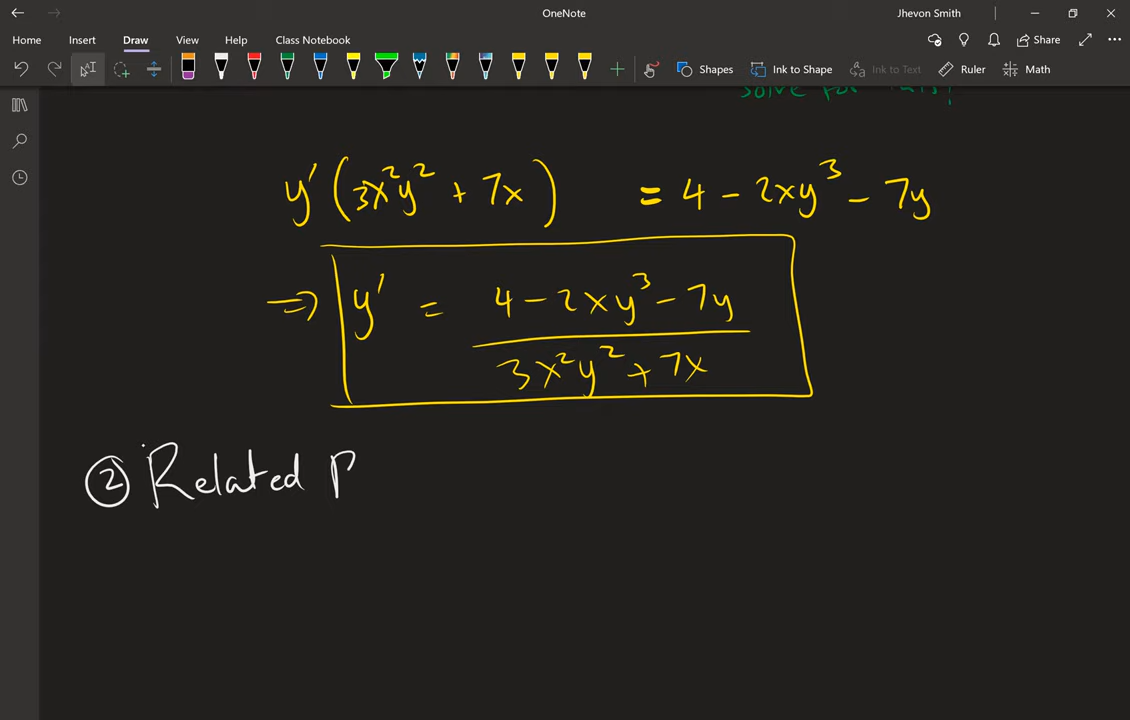 OneNote
Jhevon Smith
Home Insert Draw View Help Class Notebook
Share
Shapes Ink to Shape Ink to Text Ruler Math
y'(3x²y² + 7x) = 4 - 2xy³ - 7y
⇒ y' = \frac{4 - 2xy³ - 7y}{3x²y² + 7x}
② Related P